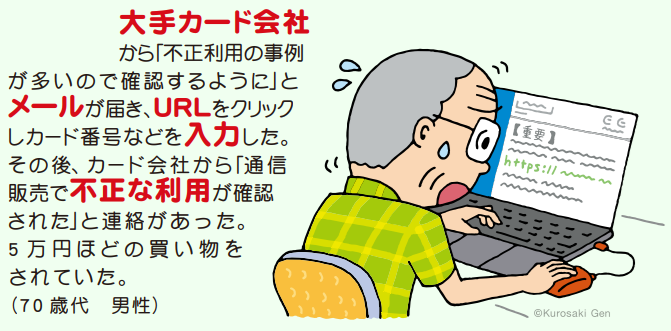 大手カード会社
から「不正利用の事例
が多いので確認するように」と
メールが届き、URLをクリック
しカード番号などを入力した。
その後、カード会社から「通信
販売で不正な利用が確認
された」と連絡があった。
5万円ほどの買い物を
されていた。
（70歳代　男性）
【重要】
https://
©Kurosaki Gen